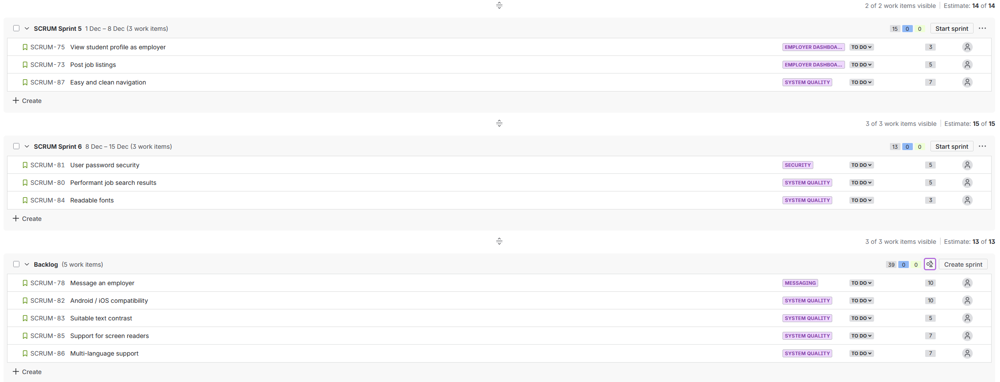 2 of 2 work items visible Estimate: 14 of 14
SCRUM Sprint 5 1 Dec – 8 Dec (3 work items) 15 0 0 Start sprint
SCRUM-75 View student profile as employer EMPLOYER DASHBOA... TO DO 3
SCRUM-73 Post job listings EMPLOYER DASHBOA... TO DO 5
SCRUM-87 Easy and clean navigation SYSTEM QUALITY TO DO 7
Create
3 of 3 work items visible Estimate: 15 of 15
SCRUM Sprint 6 8 Dec – 15 Dec (3 work items) 13 0 0 Start sprint
SCRUM-81 User password security SECURITY TO DO 5
SCRUM-80 Performant job search results SYSTEM QUALITY TO DO 5
SCRUM-84 Readable fonts SYSTEM QUALITY TO DO 3
Create
3 of 3 work items visible Estimate: 13 of 13
Backlog (5 work items) 39 0 0 Create sprint
SCRUM-78 Message an employer MESSAGING TO DO 10
SCRUM-82 Android / iOS compatibility SYSTEM QUALITY TO DO 10
SCRUM-83 Suitable text contrast SYSTEM QUALITY TO DO 5
SCRUM-85 Support for screen readers SYSTEM QUALITY TO DO 7
SCRUM-86 Multi-language support SYSTEM QUALITY TO DO 7
Create